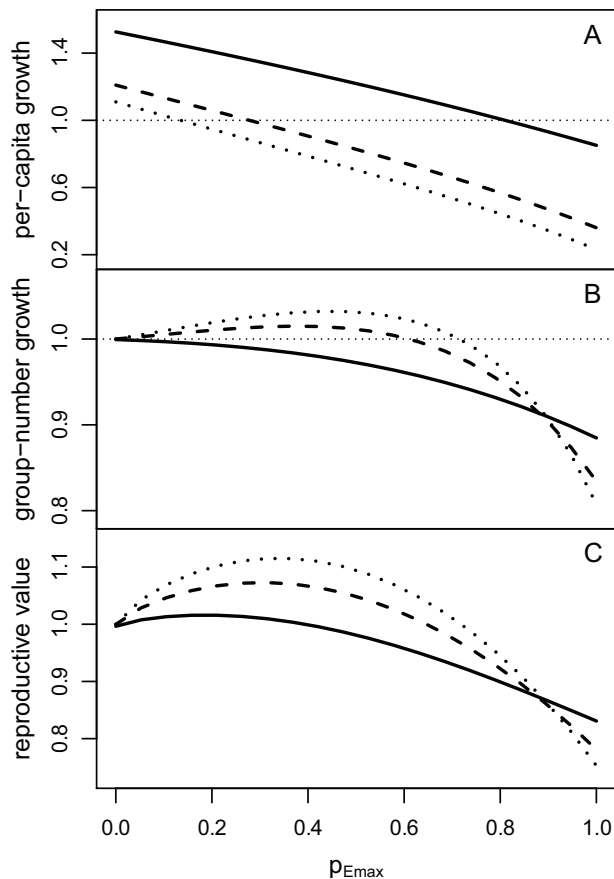 A
per-capita growth
1.4
1.0
0.6
0.2
B
group-number growth
1.0
0.9
0.8
C
reproductive value
1.1
1.0
0.9
0.8
0.0 0.2 0.4 0.6 0.8 1.0
pEmax